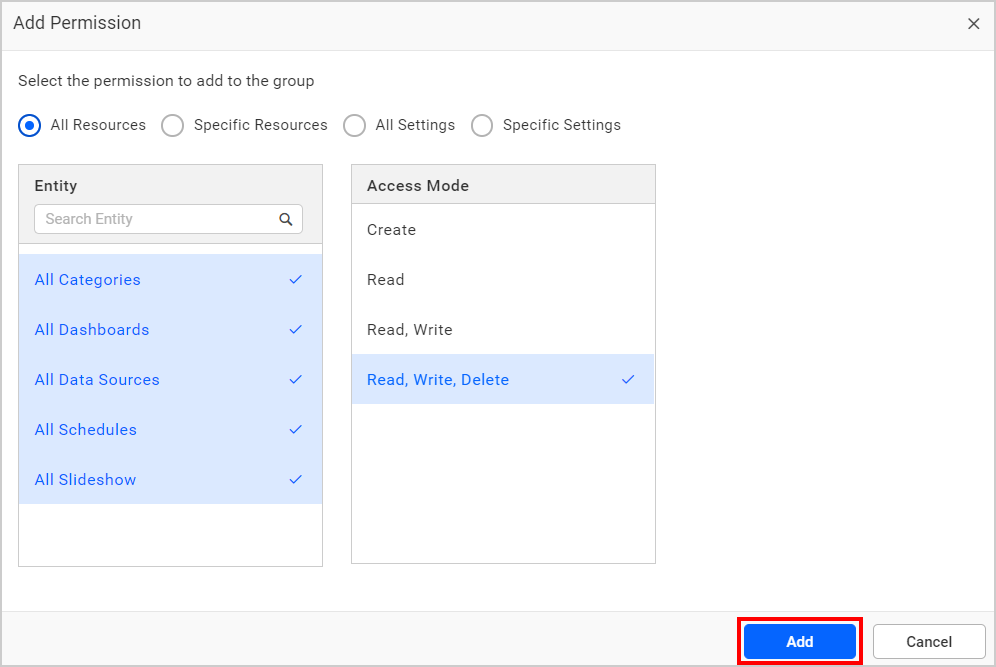 Add Permission
Select the permission to add to the group
All Resources Specific Resources All Settings Specific Settings
Entity
Search Entity
All Categories
All Dashboards
All Data Sources
All Schedules
All Slideshow
Access Mode
Create
Read
Read, Write
Read, Write, Delete
Add Cancel